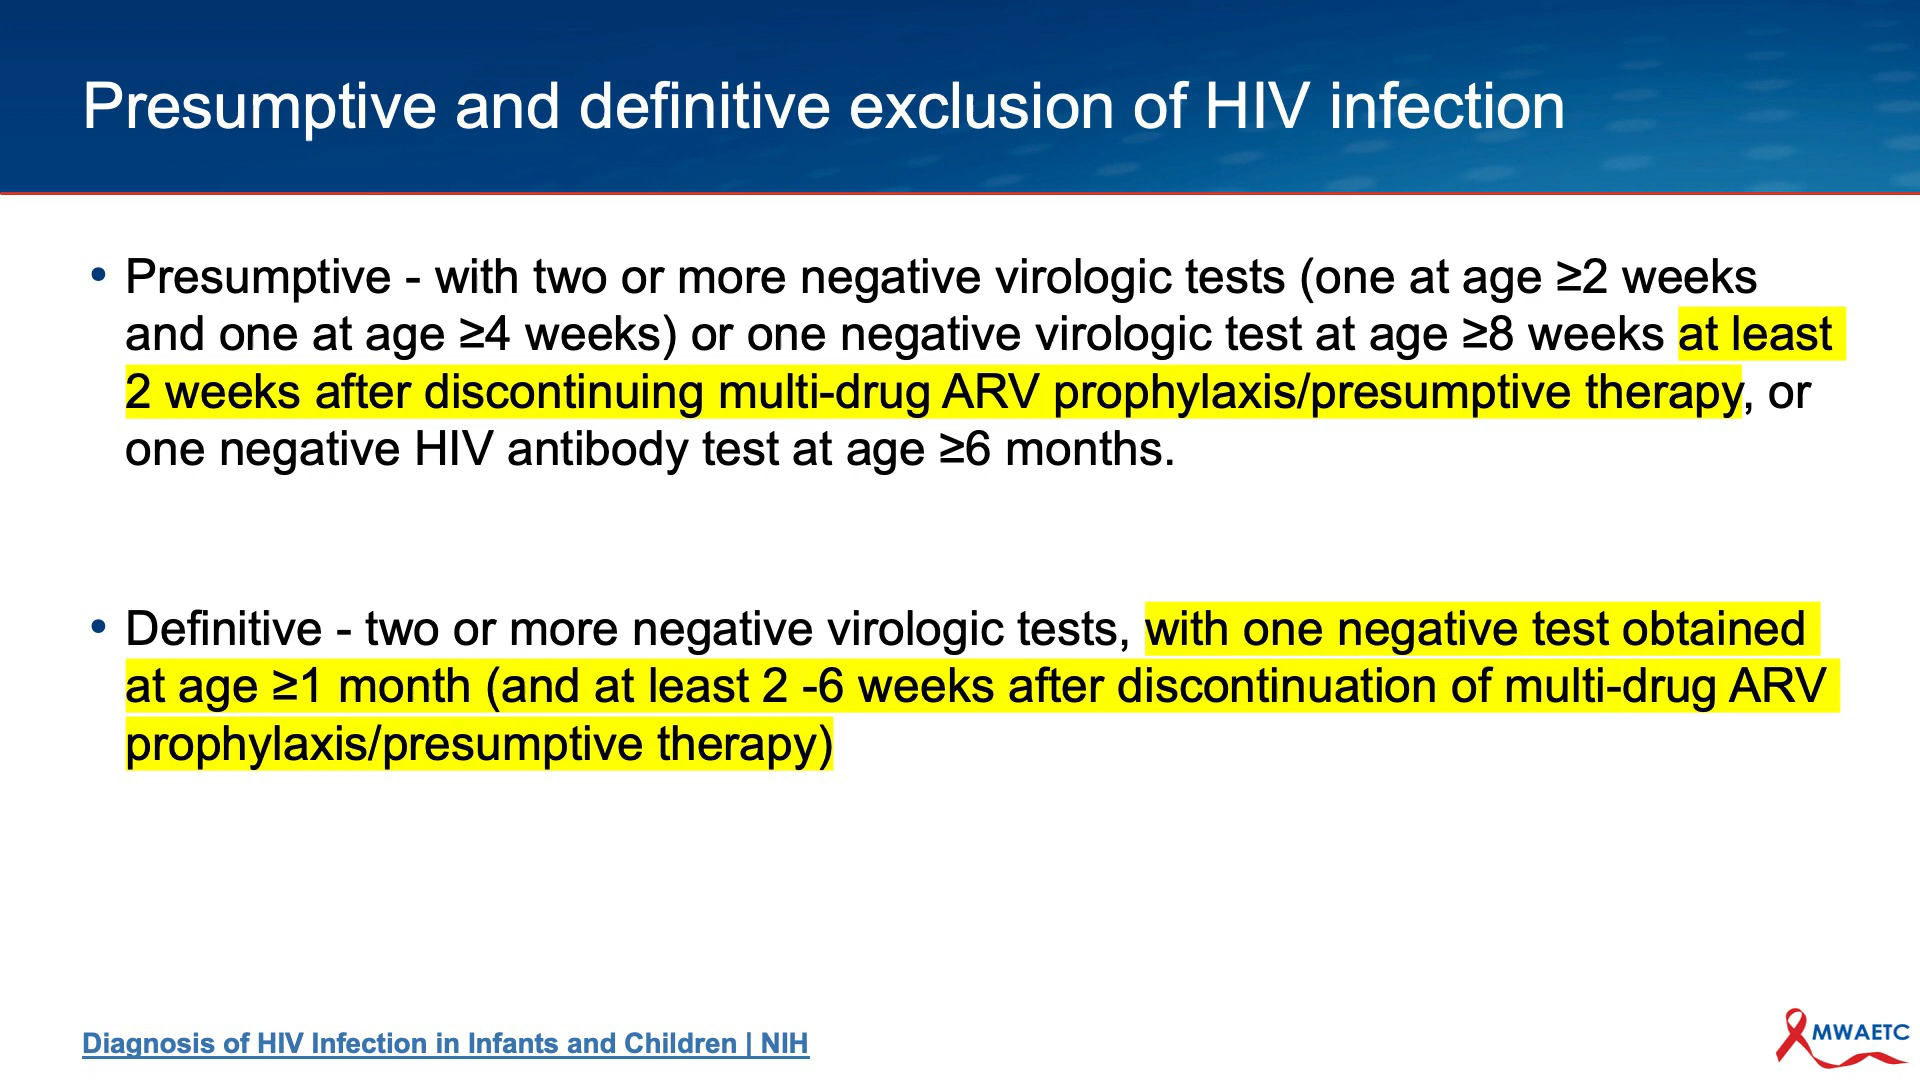 Presumptive and definitive exclusion of HIV infection
• Presumptive - with two or more negative virologic tests (one at age ≥2 weeks
and one at age ≥4 weeks) or one negative virologic test at age ≥8 weeks at least
2 weeks after discontinuing multi-drug ARV prophylaxis/presumptive therapy, or
one negative HIV antibody test at age ≥6 months.
• Definitive - two or more negative virologic tests, with one negative test obtained
at age ≥1 month (and at least 2 -6 weeks after discontinuation of multi-drug ARV
prophylaxis/presumptive therapy)
Diagnosis of HIV Infection in Infants and Children | NIH
MWAETC